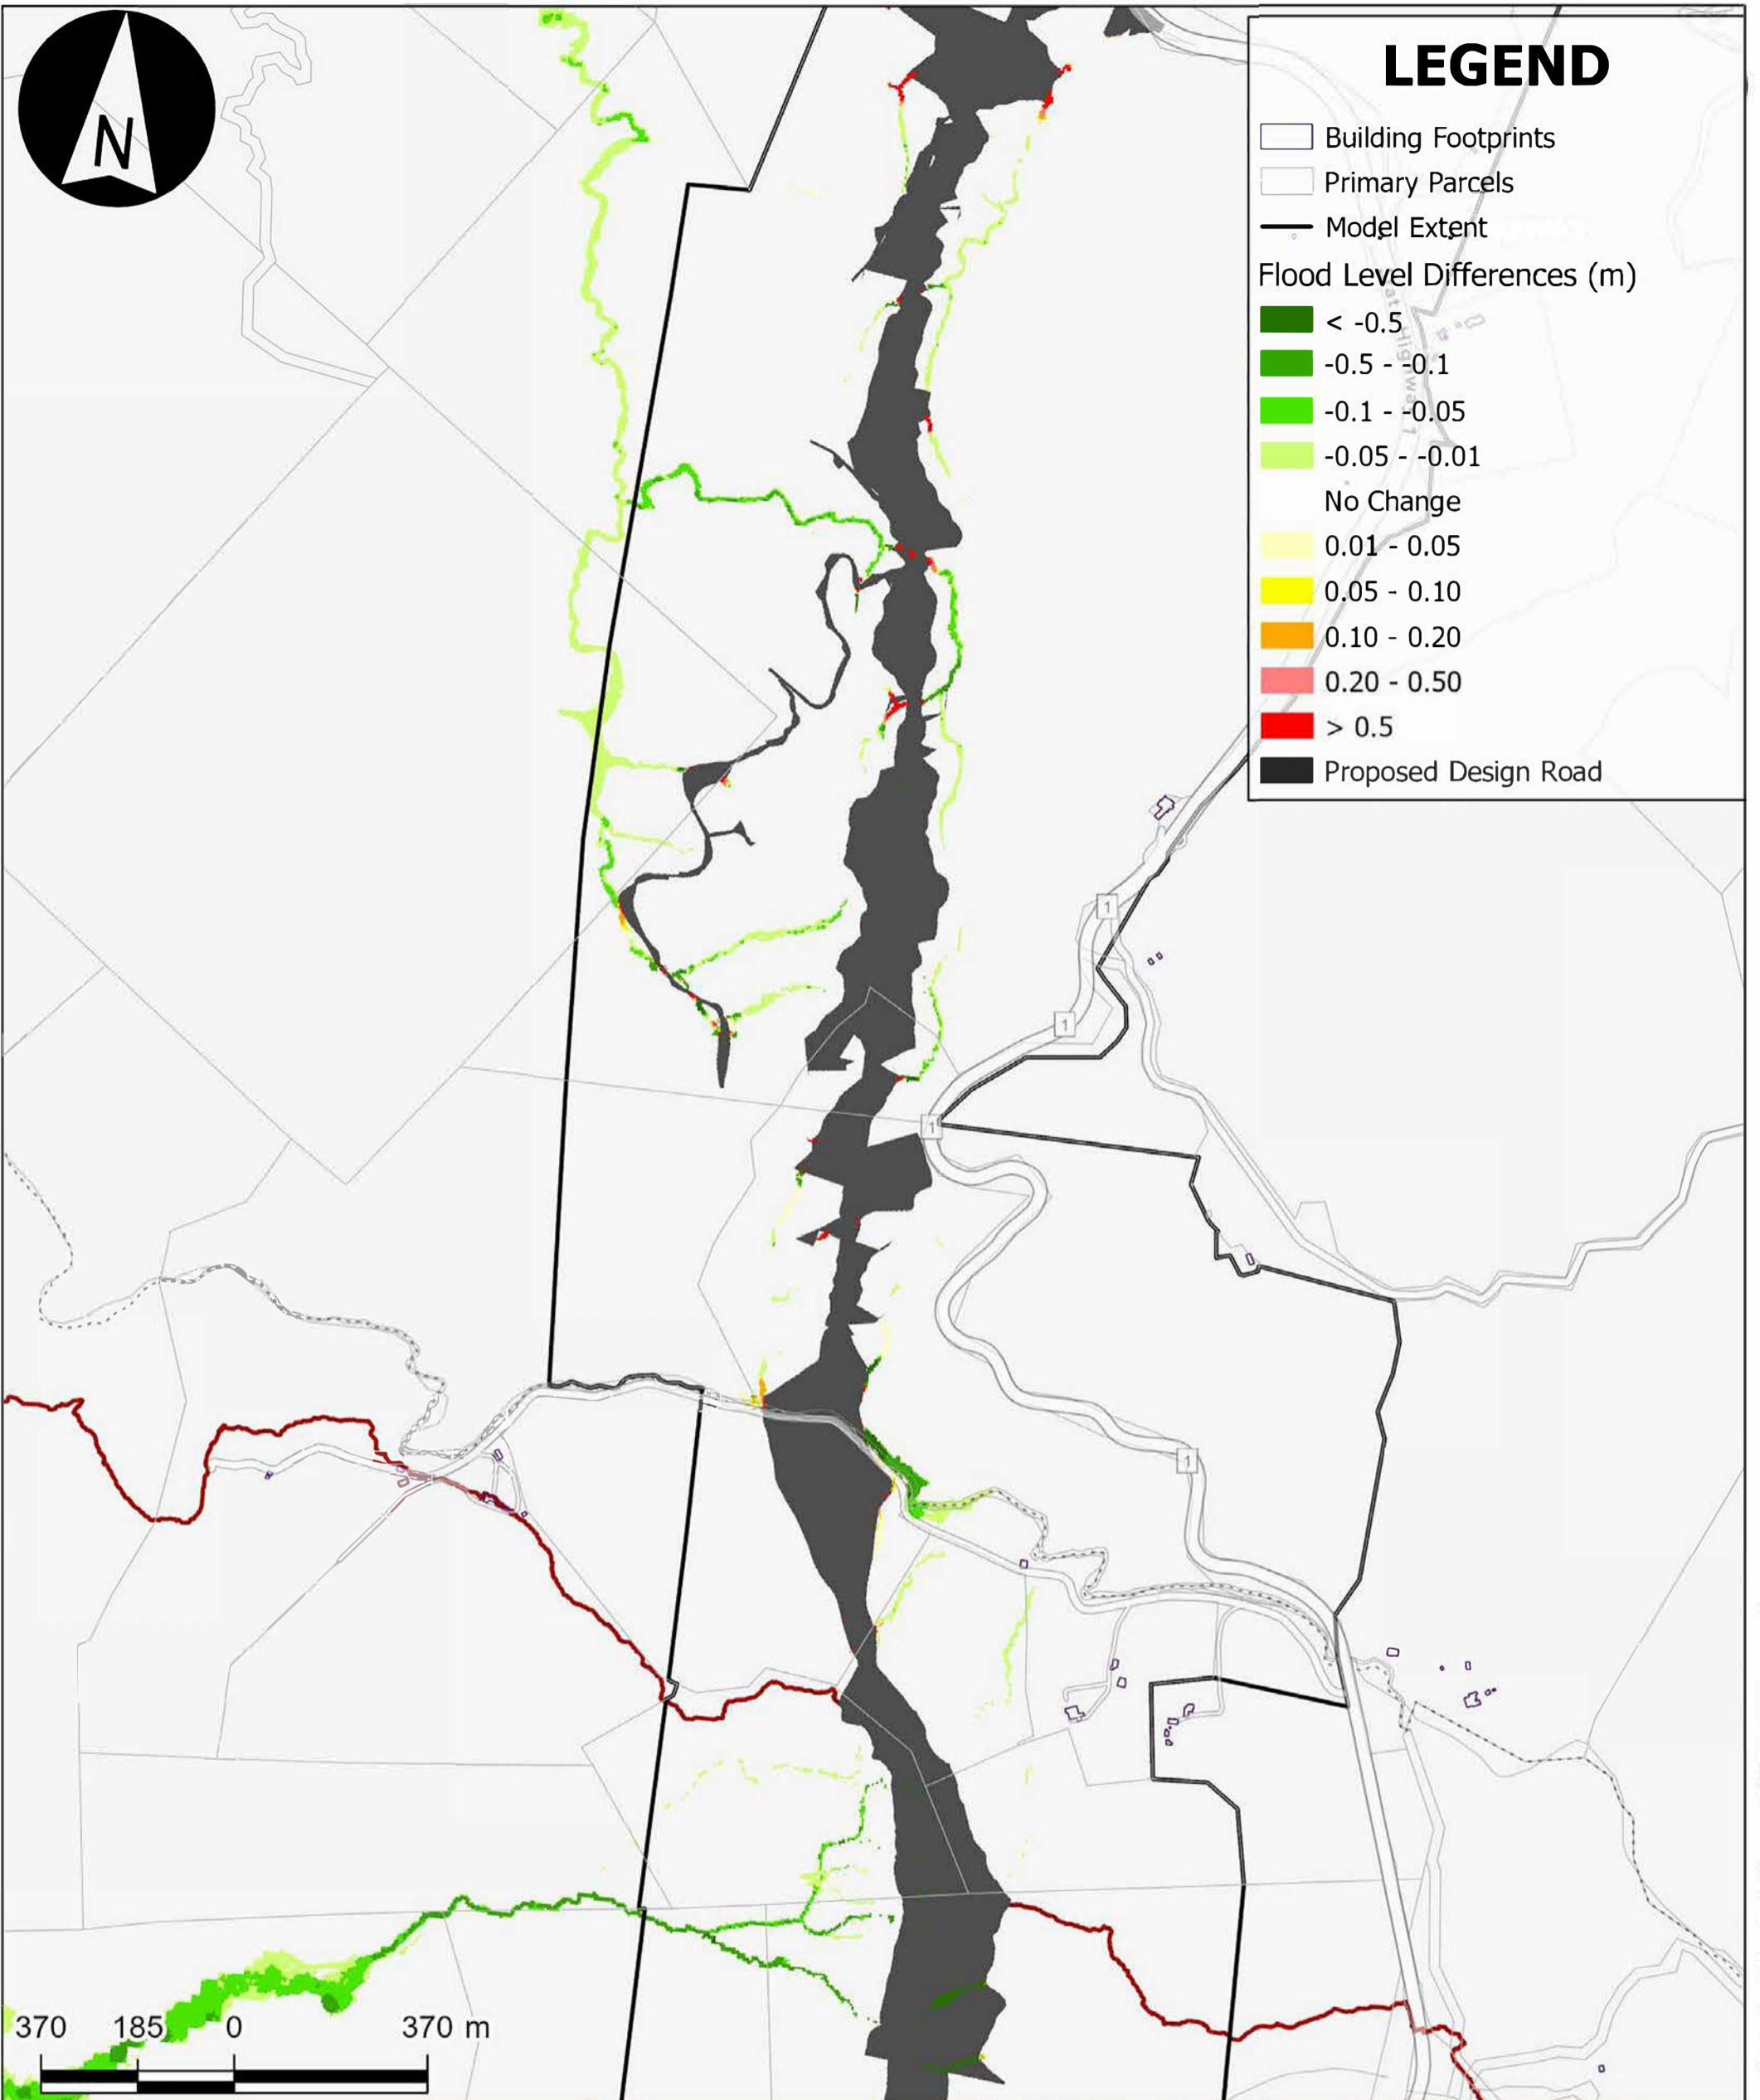 N
LEGEND
Building Footprints
Primary Parcels
Model Extent
Flood Level Differences (m)
< -0.5
-0.5 - -0.1
-0.1 - -0.05
-0.05 - -0.01
No Change
0.01 - 0.05
0.05 - 0.10
0.10 - 0.20
0.20 - 0.50
> 0.5
Proposed Design Road
1
1
1
1
370 185 0 370 m